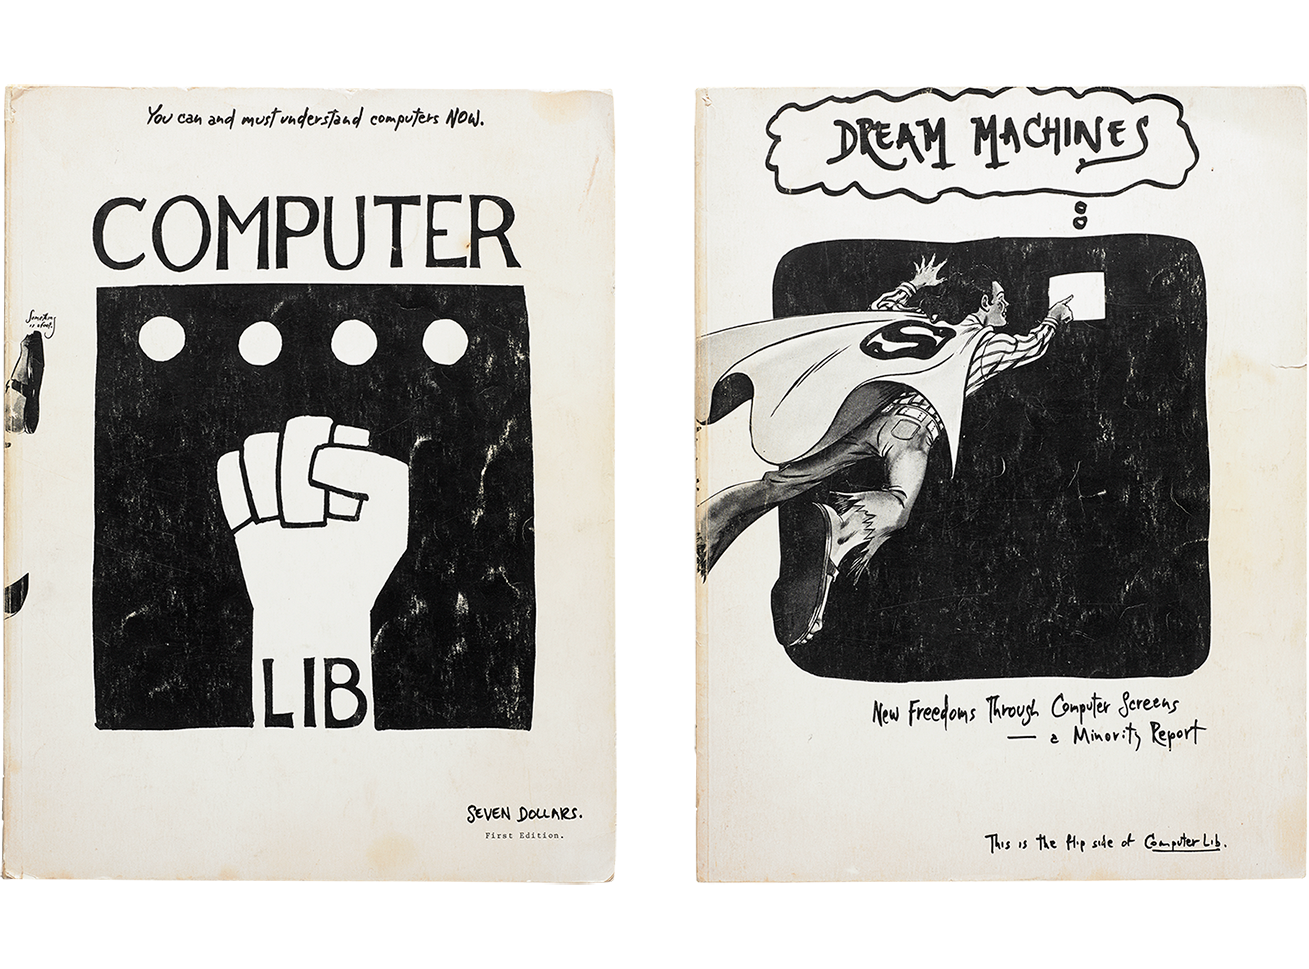 You can and must understand computers NOW.
COMPUTER
LIB
SEVEN DOLLARS.
First Edition.
DREAM MACHINES
S
New Freedoms Through Computer Screens
— a Minority Report
This is the flip side of Computer Lib.